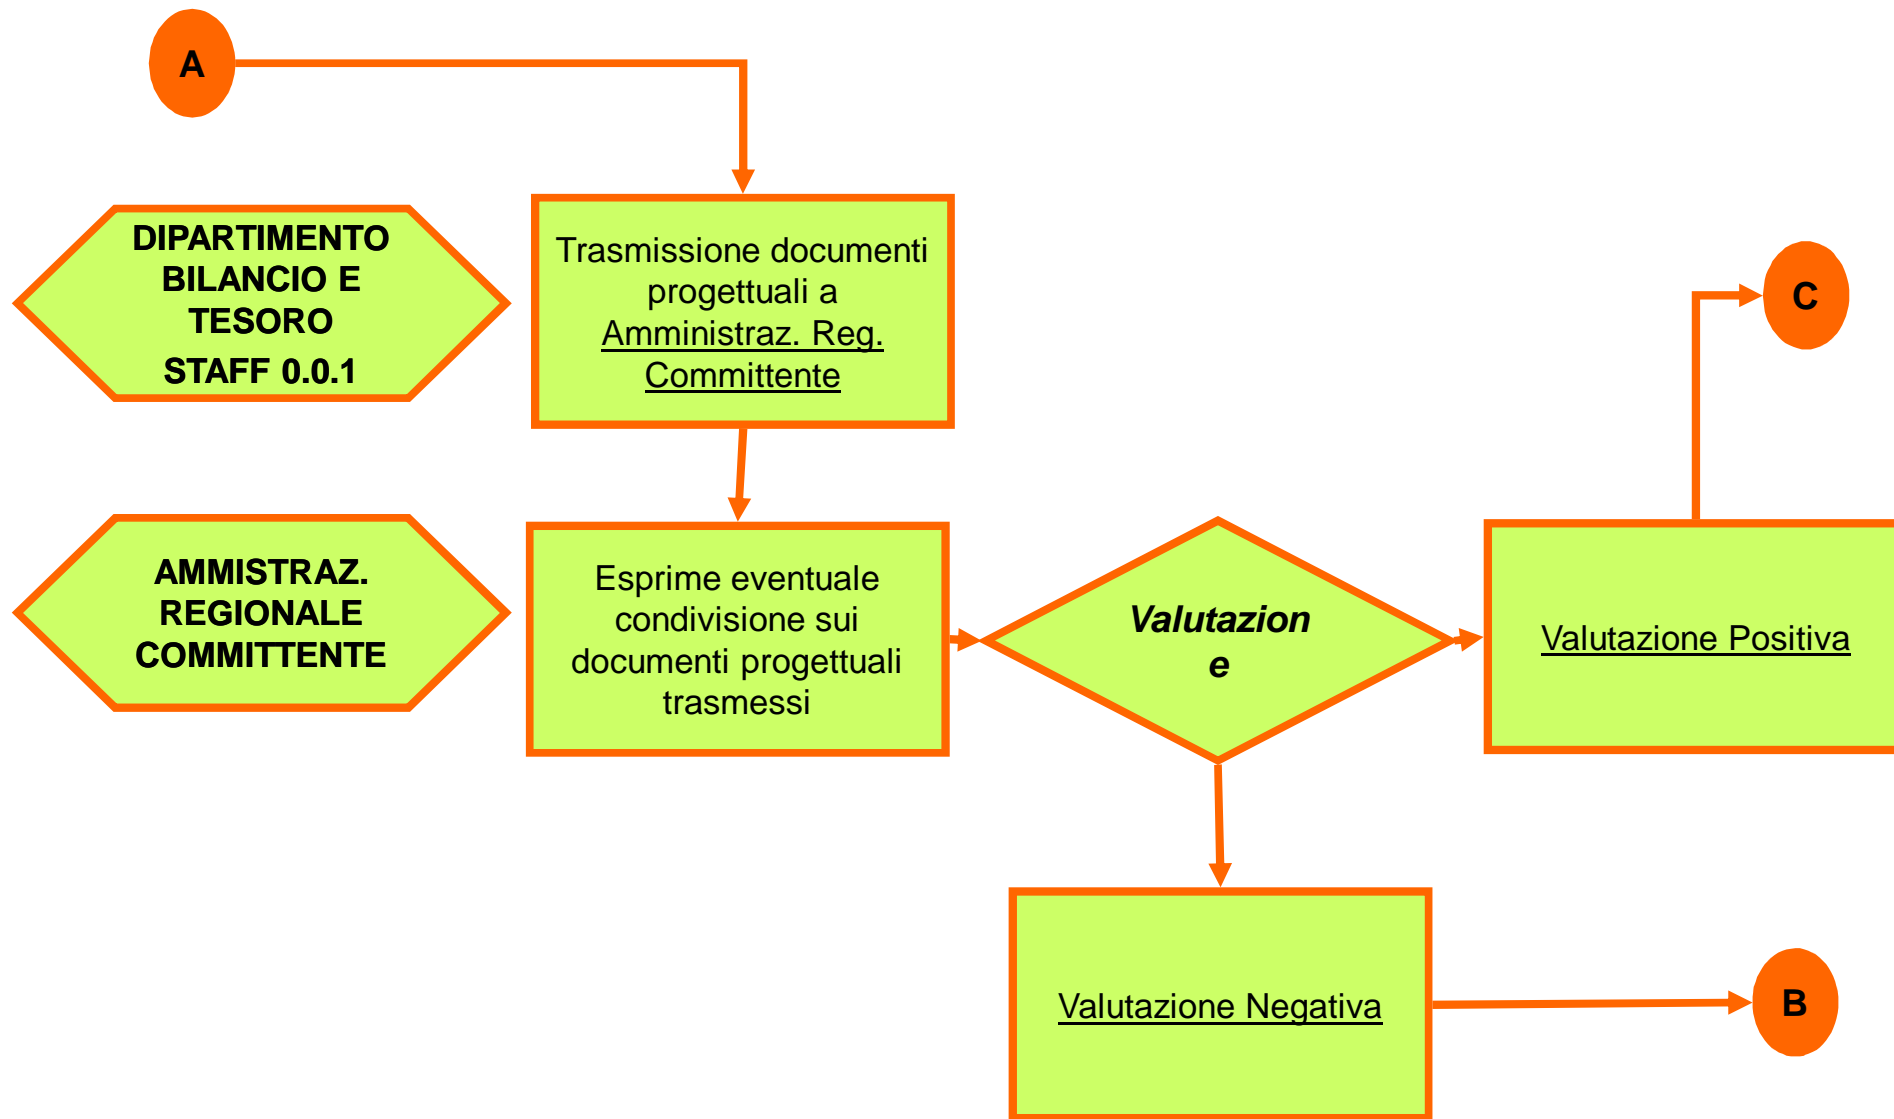 A
DIPARTIMENTO
BILANCIO E
TESORO
STAFF 0.0.1
Trasmissione documenti
progettuali a
Amministraz. Reg.
Committente
C
AMMISTRAZ.
REGIONALE
COMMITTENTE
Esprime eventuale
condivisione sui
documenti progettuali
trasmessi
Valutazion
e
Valutazione Positiva
Valutazione Negativa
B